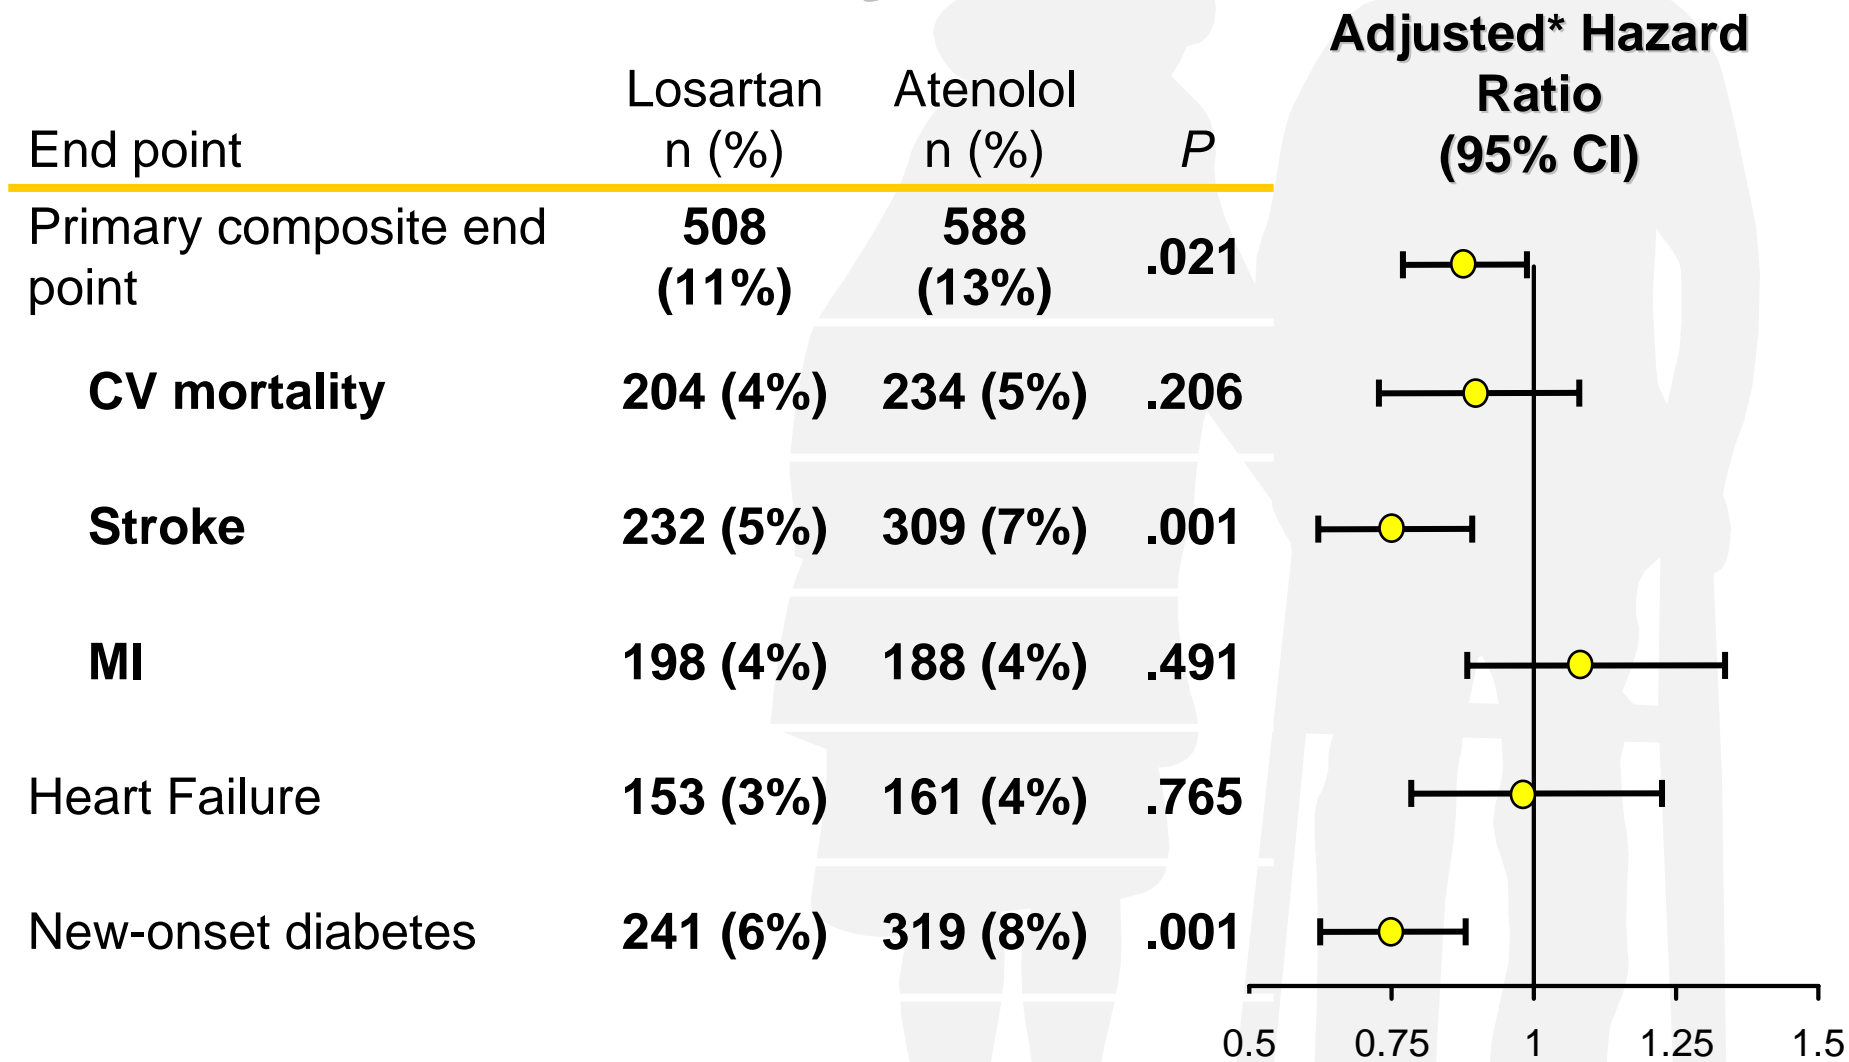 Adjusted* Hazard
Ratio
(95% CI)
Losartan Atenolol
End point n (%) n (%) P
Primary composite end 508 588 .021
point (11%) (13%)
CV mortality 204 (4%) 234 (5%) .206
Stroke 232 (5%) 309 (7%) .001
MI 198 (4%) 188 (4%) .491
Heart Failure 153 (3%) 161 (4%) .765
New-onset diabetes 241 (6%) 319 (8%) .001
0.5 0.75 1 1.25 1.5